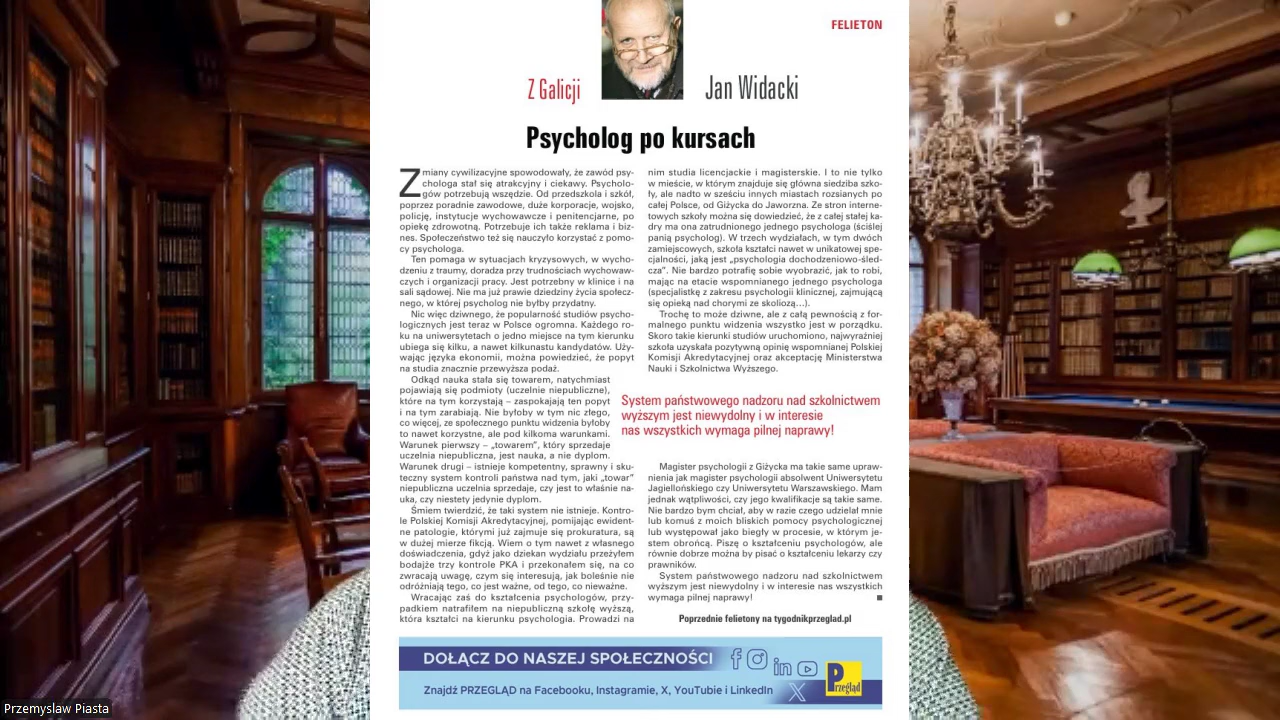 FELIETON
Z Galicji
Jan Widacki
Psycholog po kursach
Zmiany cywilizacyjne spowodowały, że zawód psy-
chologa stał się atrakcyjny i ciekawy. Psycholo-
gów potrzebują wszędzie. Od przedszkola i szkół,
poprzez poradnie zawodowe, duże korporacje, wojsko,
policję, instytucje wychowawcze i penitencjarne, po
opiekę zdrowotną. Potrzebuje ich także reklama i biz-
nes. Społeczeństwo też się nauczyło korzystać z pomo-
cy psychologa.
Ten pomaga w sytuacjach kryzysowych, w wycho-
dzeniu z traumy, doradza przy trudnościach wychowaw-
czych i organizacji pracy. Jest potrzebny w klinice i na
sali sądowej. Nie ma już prawie dziedziny życia społecz-
nego, w której psycholog nie byłby przydatny.
Nic więc dziwnego, że popularność studiów psycho-
logicznych jest teraz w Polsce ogromna. Każdego ro-
ku na uniwersytetach o jedno miejsce na tym kierunku
ubiega się kilku, a nawet kilkunastu kandydatów. Uży-
wając języka ekonomii, można powiedzieć, że popyt
na studia znacznie przewyższa podaż.
Odkąd nauka stała się towarem, natychmiast
pojawiają się podmioty (uczelnie niepubliczne),
które na tym korzystają – zaspokajają ten popyt
i na tym zarabiają. Nie byłoby w tym nic złego,
co więcej, ze społecznego punktu widzenia byłoby
to nawet korzystne, ale pod kilkoma warunkami.
Warunek pierwszy – „towarem”, który sprzedaje
uczelnia niepubliczna, jest nauka, a nie dyplom.
Warunek drugi – istnieje kompetentny, sprawny i sku-
teczny system kontroli państwa nad tym, jaki „towar”
niepubliczna uczelnia sprzedaje, czy jest to właśnie na-
uka, czy niestety jedynie dyplom.
Śmiem twierdzić, że taki system nie istnieje. Kontro-
le Polskiej Komisji Akredytacyjnej, pomijając ewident-
ne patologie, którymi już zajmuje się prokuratura, są
w dużej mierze fikcją. Wiem o tym nawet z własnego
doświadczenia, gdyż jako dziekan wydziału przeżyłem
bodajże trzy kontrole PKA i przekonałem się, na co
zwracają uwagę, czym się interesują, jak boleśnie nie
odróżniają tego, co jest ważne, od tego, co nieważne.
Wracając zaś do kształcenia psychologów, przy-
padkiem natrafiłem na niepubliczną szkołę wyższą,
która kształci na kierunku psychologia. Prowadzi na
nim studia licencjackie i magisterskie. I to nie tylko
w mieście, w którym znajduje się główna siedziba szko-
ły, ale nadto w sześciu innych miastach rozsianych po
całej Polsce, od Giżycka do Jaworzna. Ze stron interne-
towych szkoły można się dowiedzieć, że z całej stałej ka-
dry ma ona zatrudnionego jednego psychologa (ściślej
panią psycholog). W trzech wydziałach, w tym dwóch
zamiejscowych, szkoła kształci nawet w unikatowej spe-
cjalności, jaką jest „psychologia dochodzeniowo-śled-
cza”. Nie bardzo potrafię sobie wyobrazić, jak to robi,
mając na etacie wspomnianego jednego psychologa
(specjalistkę z zakresu psychologii klinicznej, zajmującą
się opieką nad chorymi ze skoliozą...).
Trochę to może dziwne, ale z całą pewnością z for-
malnego punktu widzenia wszystko jest w porządku.
Skoro takie kierunki studiów uruchomiono, najwyraźniej
szkoła uzyskała pozytywną opinię wspomnianej Polskiej
Komisji Akredytacyjnej oraz akceptację Ministerstwa
Nauki i Szkolnictwa Wyższego.
System państwowego nadzoru nad szkolnictwem
wyższym jest niewydolny i w interesie
nas wszystkich wymaga pilnej naprawy!
Magister psychologii z Giżycka ma takie same upraw-
nienia jak magister psychologii absolwent Uniwersytetu
Jagiellońskiego czy Uniwersytetu Warszawskiego. Mam
jednak wątpliwości, czy jego kwalifikacje są takie same.
Nie bardzo bym chciał, aby w razie czego udzielał mnie
lub komuś z moich bliskich pomocy psychologicznej
lub występował jako biegły w procesie, w którym je-
stem obrońcą. Piszę o kształceniu psychologów, ale
równie dobrze można by pisać o kształceniu lekarzy czy
prawników.
System państwowego nadzoru nad szkolnictwem
wyższym jest niewydolny i w interesie nas wszystkich
wymaga pilnej naprawy!
Poprzednie felietony na tygodnikprzeglad.pl
DOŁĄCZ DO NASZEJ SPOŁECZNOŚCI
Znajdź PRZEGLĄD na Facebooku, Instagramie, X, YouTubie i LinkedIn
Przegląd
Przemyslaw Piasta